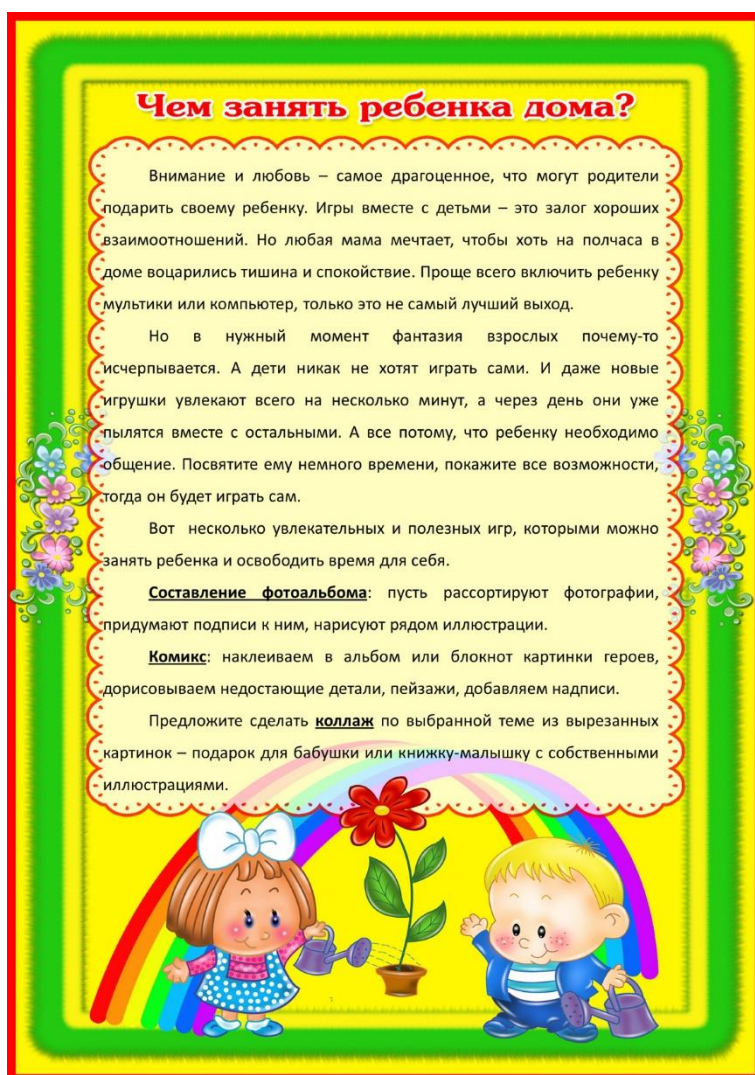 Чем занять ребенка дома?
Внимание и любовь – самое драгоценное, что могут родители
подарить своему ребенку. Игры вместе с детьми – это залог хороших
взаимоотношений. Но любая мама мечтает, чтобы хоть на полчаса в
доме воцарились тишина и спокойствие. Проще всего включить ребенку
мультики или компьютер, только это не самый лучший выход.
Но в нужный момент фантазия взрослых почему-то
исчерпывается. А дети никак не хотят играть сами. И даже новые
игрушки увлекают всего на несколько минут, а через день они уже
пылятся вместе с остальными. А все потому, что ребенку необходимо
общение. Посвятите ему немного времени, покажите все возможности,
тогда он будет играть сам.
Вот несколько увлекательных и полезных игр, которыми можно
занять ребенка и освободить время для себя.
Составление фотоальбома: пусть рассортируют фотографии,
придумают подписи к ним, нарисуют рядом иллюстрации.
Комикс: наклеиваем в альбом или блокнот картинки героев,
дорисовываем недостающие детали, пейзажи, добавляем надписи.
Предложите сделать коллаж по выбранной теме из вырезанных
картинок – подарок для бабушки или книжку-малышку с собственными
иллюстрациями.